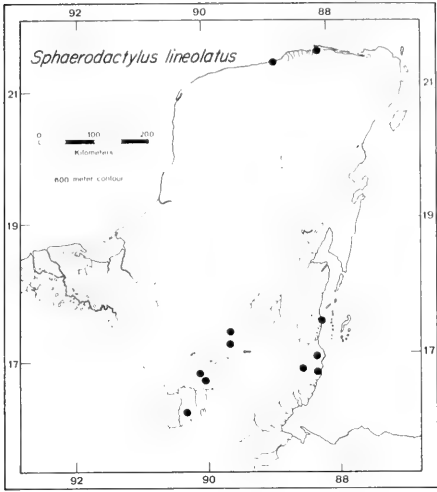 90 88
Sphaerodactylus lineolatus
21 21
0 100 200
Kilometers
600 meter contour
19 19
17 17
92 90 88